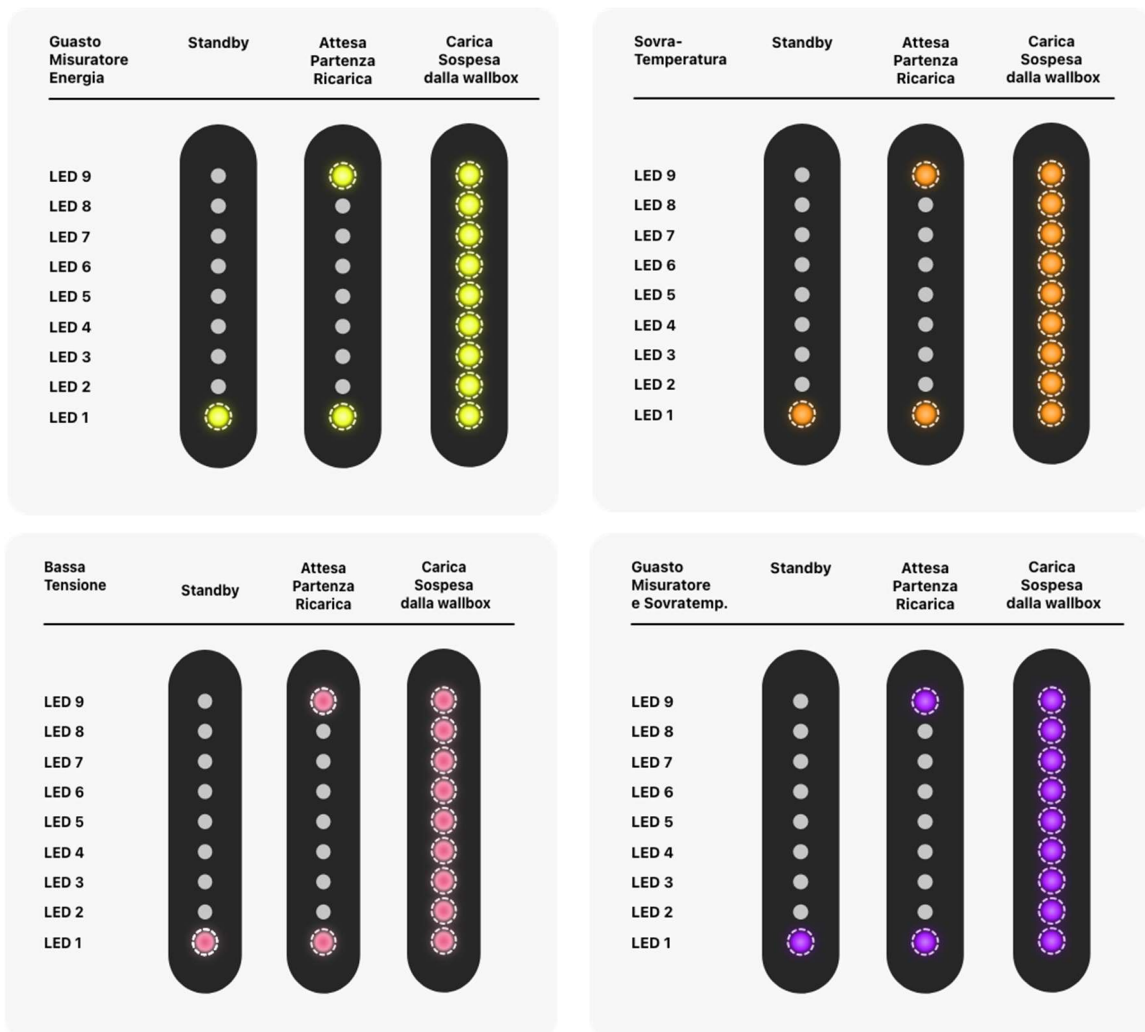 Guasto
Misuratore
Energia
Standby
Attesa
Partenza
Ricarica
Carica
Sospesa
dalla wallbox
LED 9
LED 8
LED 7
LED 6
LED 5
LED 4
LED 3
LED 2
LED 1
Sovra-
Temperatura
Standby
Attesa
Partenza
Ricarica
Carica
Sospesa
dalla wallbox
LED 9
LED 8
LED 7
LED 6
LED 5
LED 4
LED 3
LED 2
LED 1
Bassa
Tensione
Standby
Attesa
Partenza
Ricarica
Carica
Sospesa
dalla wallbox
LED 9
LED 8
LED 7
LED 6
LED 5
LED 4
LED 3
LED 2
LED 1
Guasto
Misuratore
e Sovratemp.
Standby
Attesa
Partenza
Ricarica
Carica
Sospesa
dalla wallbox
LED 9
LED 8
LED 7
LED 6
LED 5
LED 4
LED 3
LED 2
LED 1